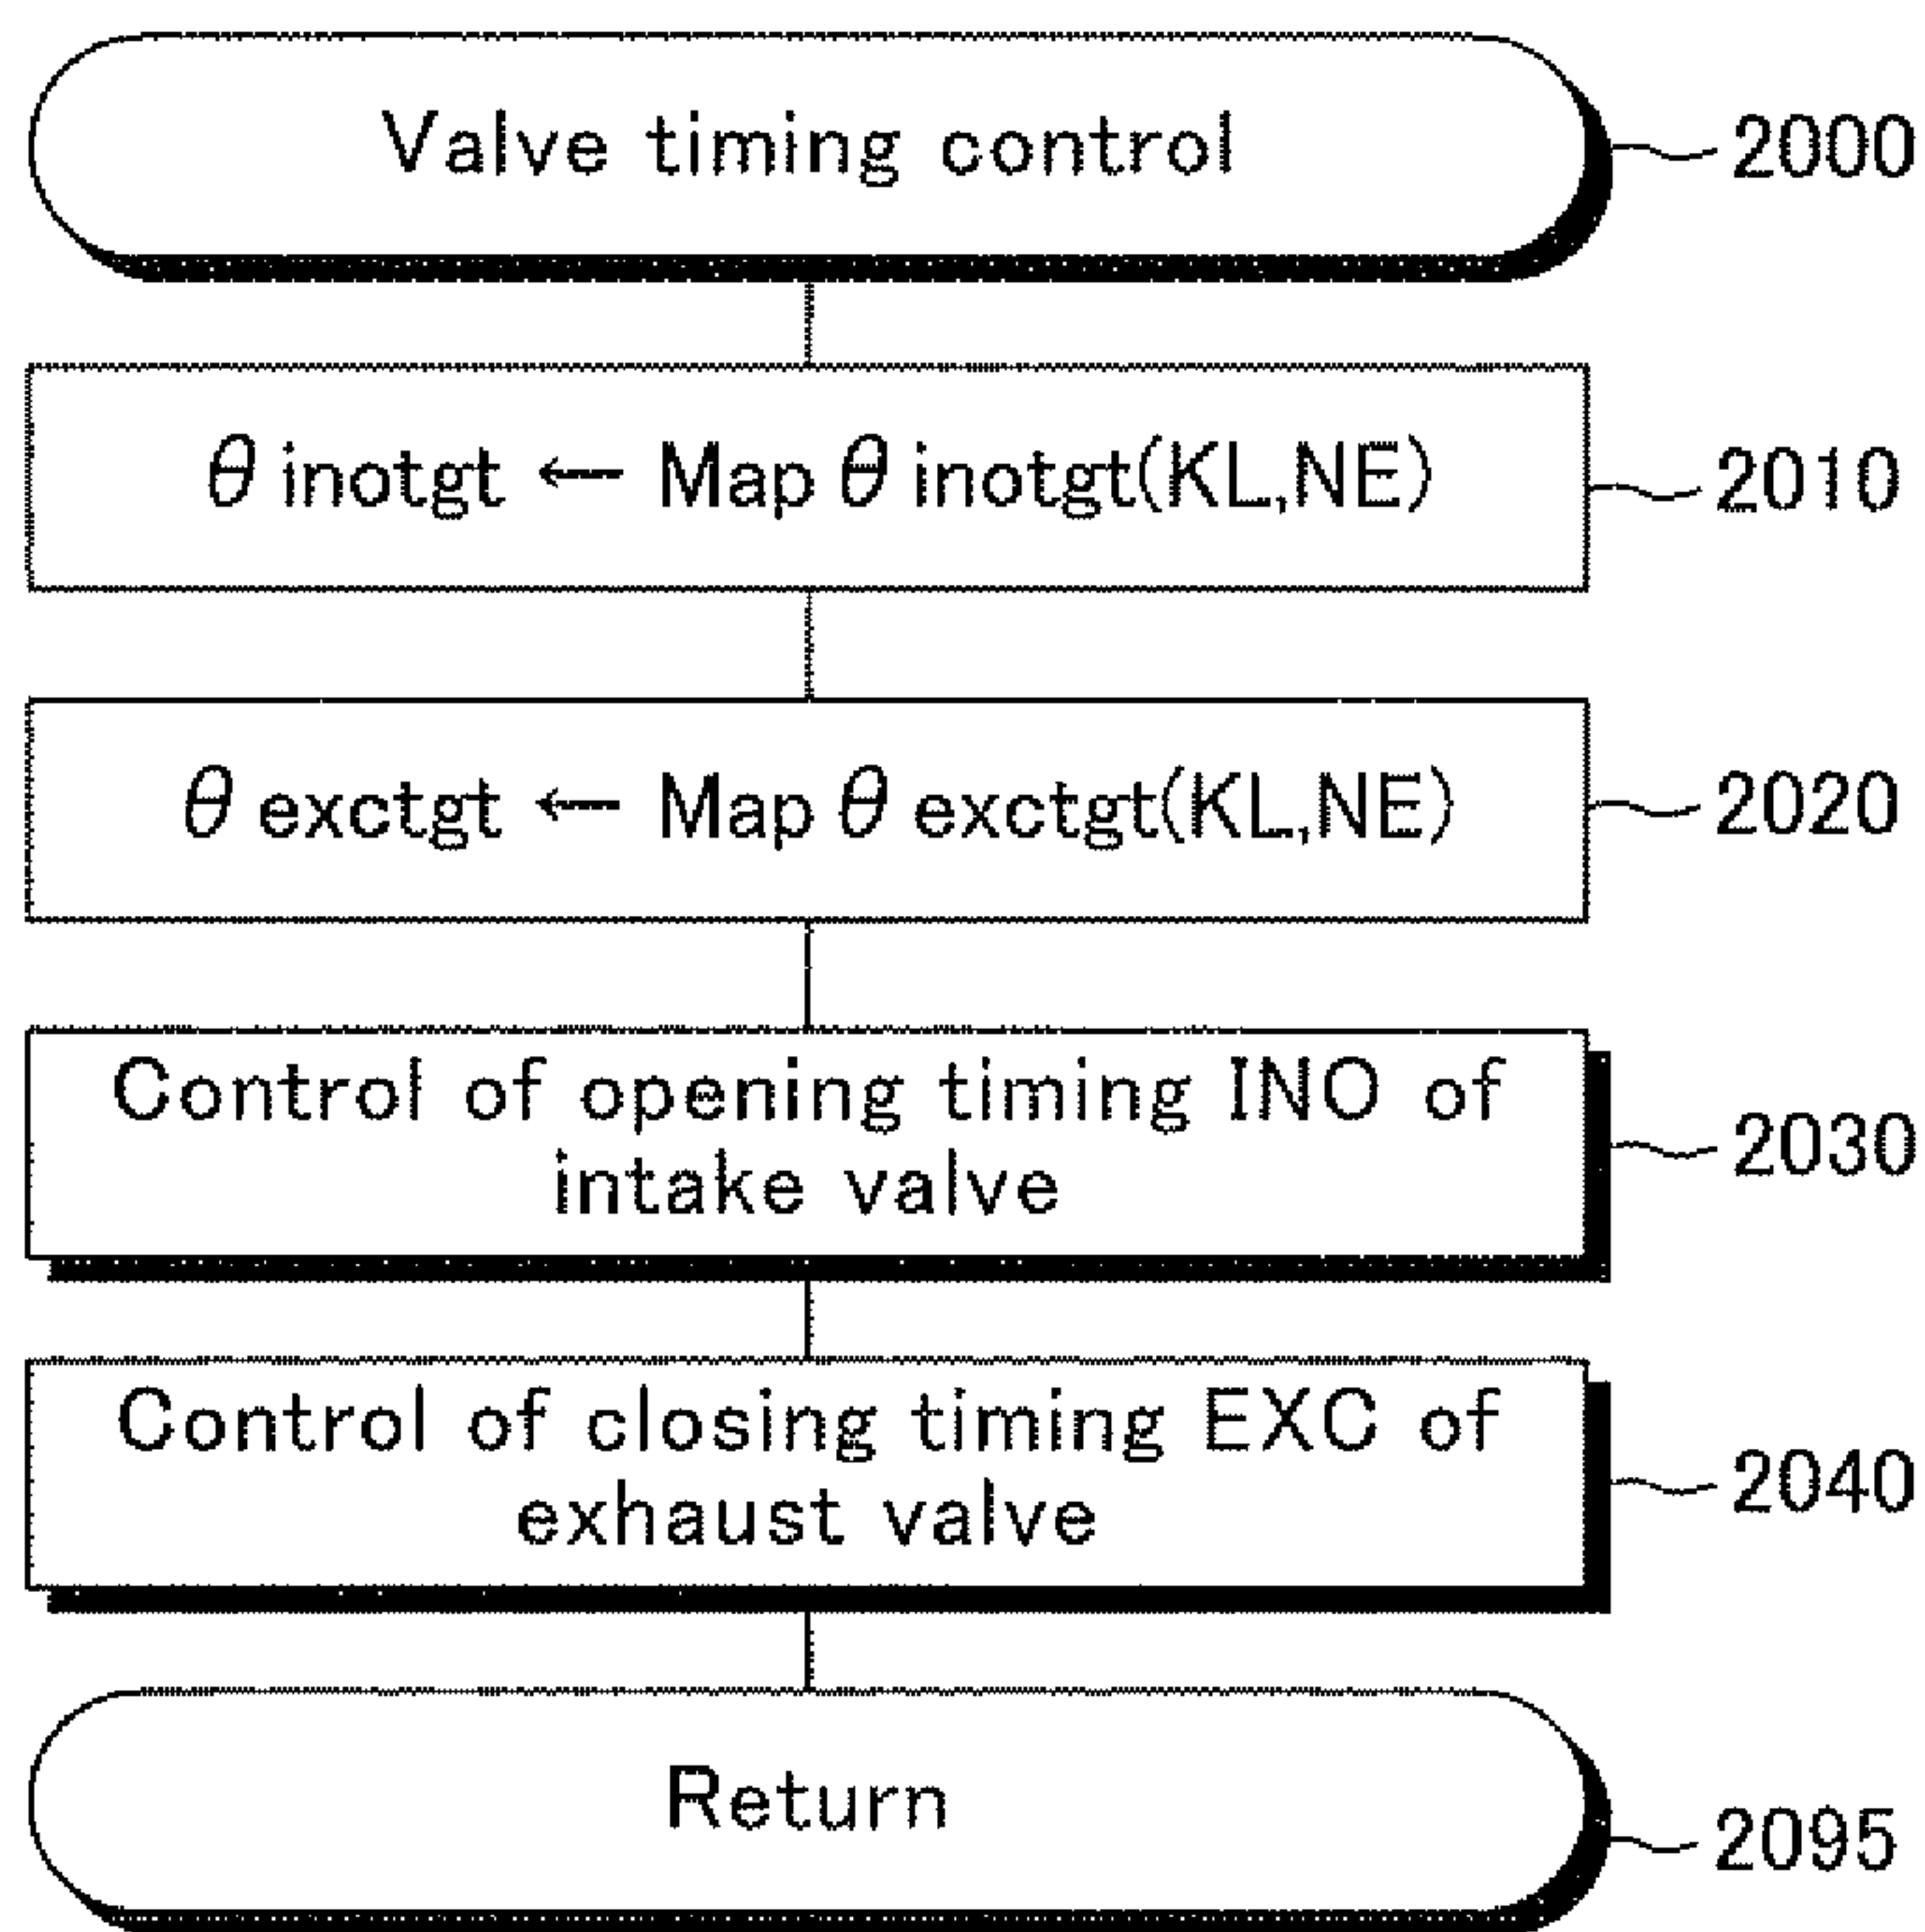 Valve timing control
2000
θ inotgt ← Map θ inotgt(KL,NE)
2010
θ exctgt ← Map θ exctgt(KL,NE)
2020
Control of opening timing INO of
intake valve
2030
Control of closing timing EXC of
exhaust valve
2040
Return
2095